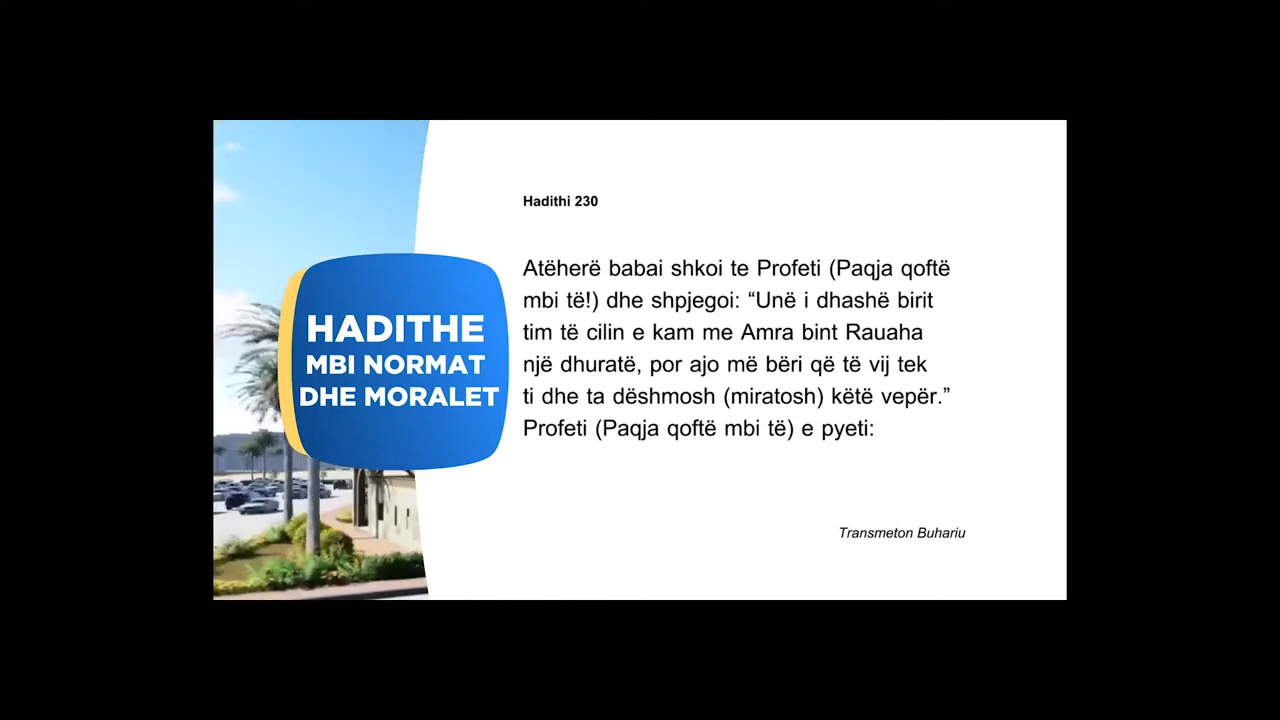 HADITHE
MBI NORMAT
DHE MORALET
Hadithi 230
Atëherë babai shkoi te Profeti (Paqja qoftë
mbi të!) dhe shpjegoi: “Unë i dhashë birit
tim të cilin e kam me Amra bint Rauaha
një dhuratë, por ajo më bëri që të vij tek
ti dhe ta dëshmosh (miratosh) këtë vepër.”
Profeti (Paqja qoftë mbi të) e pyeti:
Transmeton Buhariu